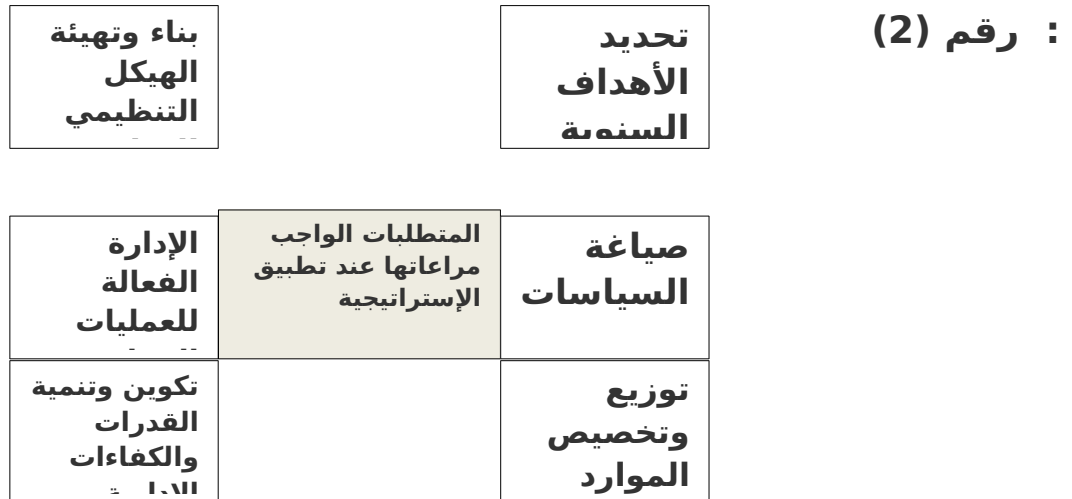 : رقم (2)
تحديد
الأهداف
السنوية
بناء وتهيئة
الهيكل
التنظيمي
صياغة
السياسات
المتطلبات الواجب
مراعاتها عند تطبيق
الإستراتيجية
الإدارة
الفعالة
للعمليات
توزيع
وتخصيص
الموارد
تكوين وتنمية
القدرات
والكفاءات